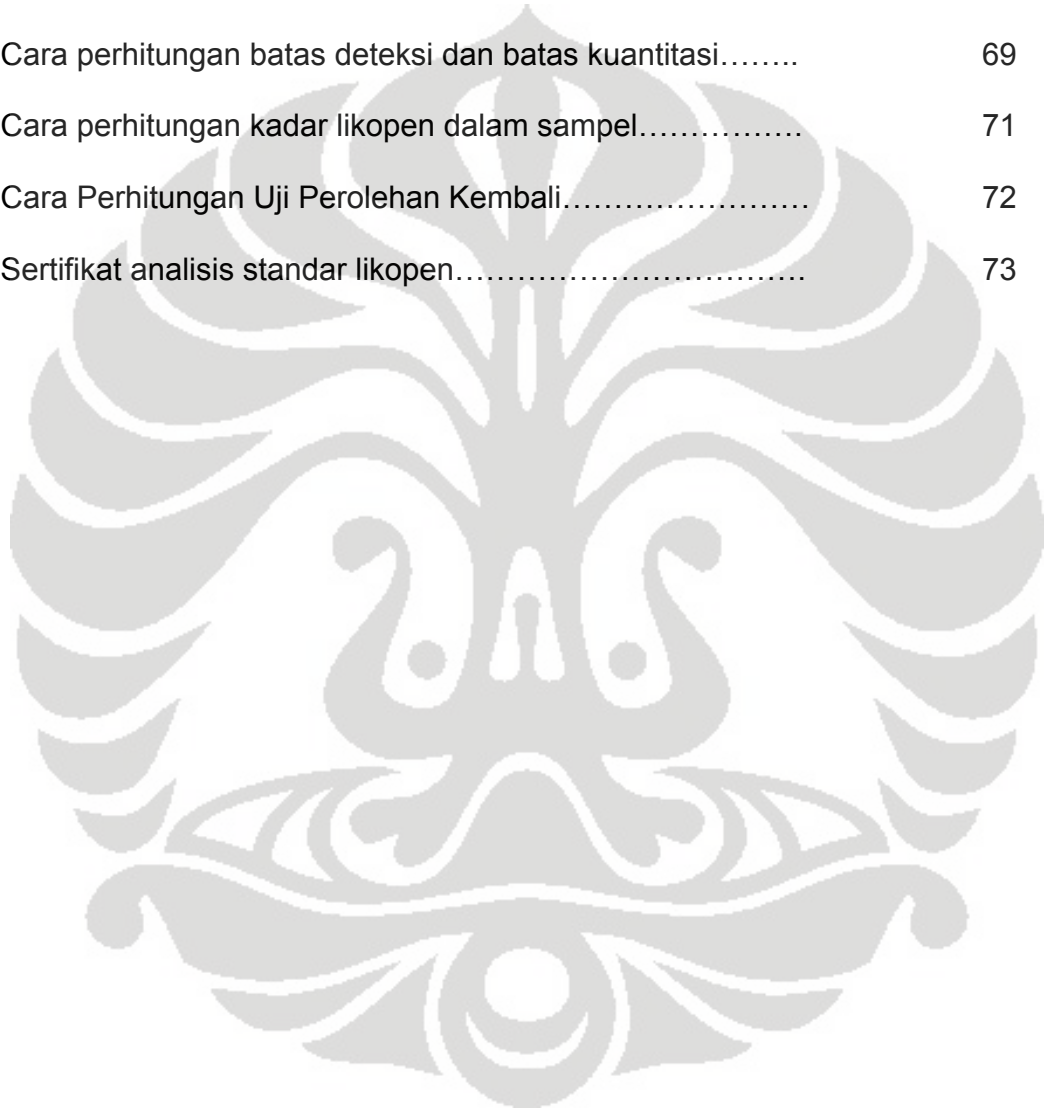 Cara perhitungan batas deteksi dan batas kuantitasi…….. 69
Cara perhitungan kadar likopen dalam sampel……………. 71
Cara Perhitungan Uji Perolehan Kembali…………………… 72
Sertifikat analisis standar likopen……………………………. 73